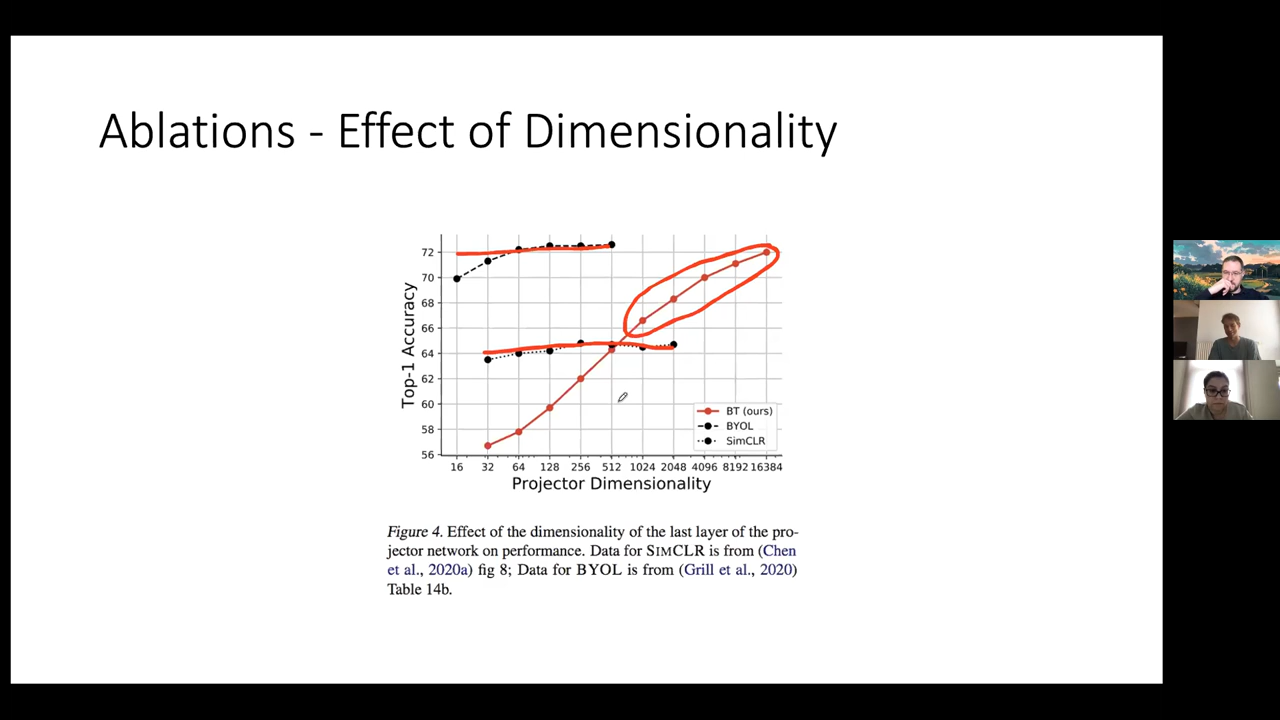 Ablations - Effect of Dimensionality
72
70
68
66
64
62
60
58
56
Top-1 Accuracy
16 32 64 128 256 512 1024 2048 4096 8192 16384
Projector Dimensionality
BT (ours)
BYOL
SimCLR
Figure 4. Effect of the dimensionality of the last layer of the pro-
jector network on performance. Data for SIMCLR is from (Chen
et al., 2020a) fig 8; Data for BYOL is from (Grill et al., 2020)
Table 14b.